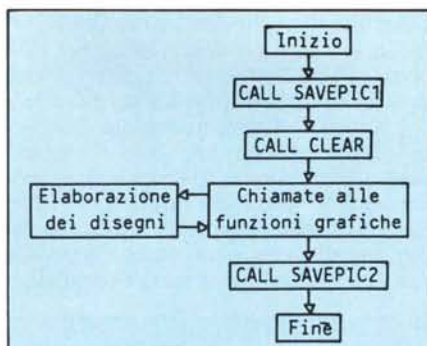 Inizio
CALL SAVEPIC1
CALL CLEAR
Elaborazione
dei disegni
Chiamate alle
funzioni grafiche
CALL SAVEPIC2
Fine